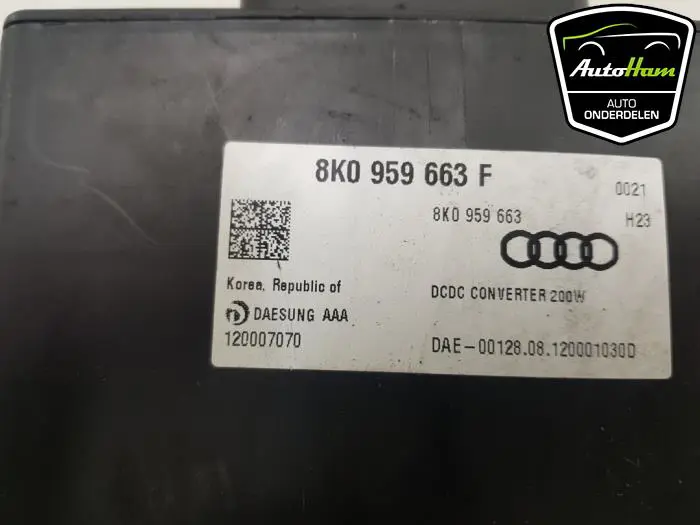 AutoHam
AUTO
ONDERDELEN
8K0 959 663 F
0021
8K0 959 663
H23
Korea, Republic of
DCDC CONVERTER 200W
DAESUNG AAA
120007070
DAE-00128.08.1200010300